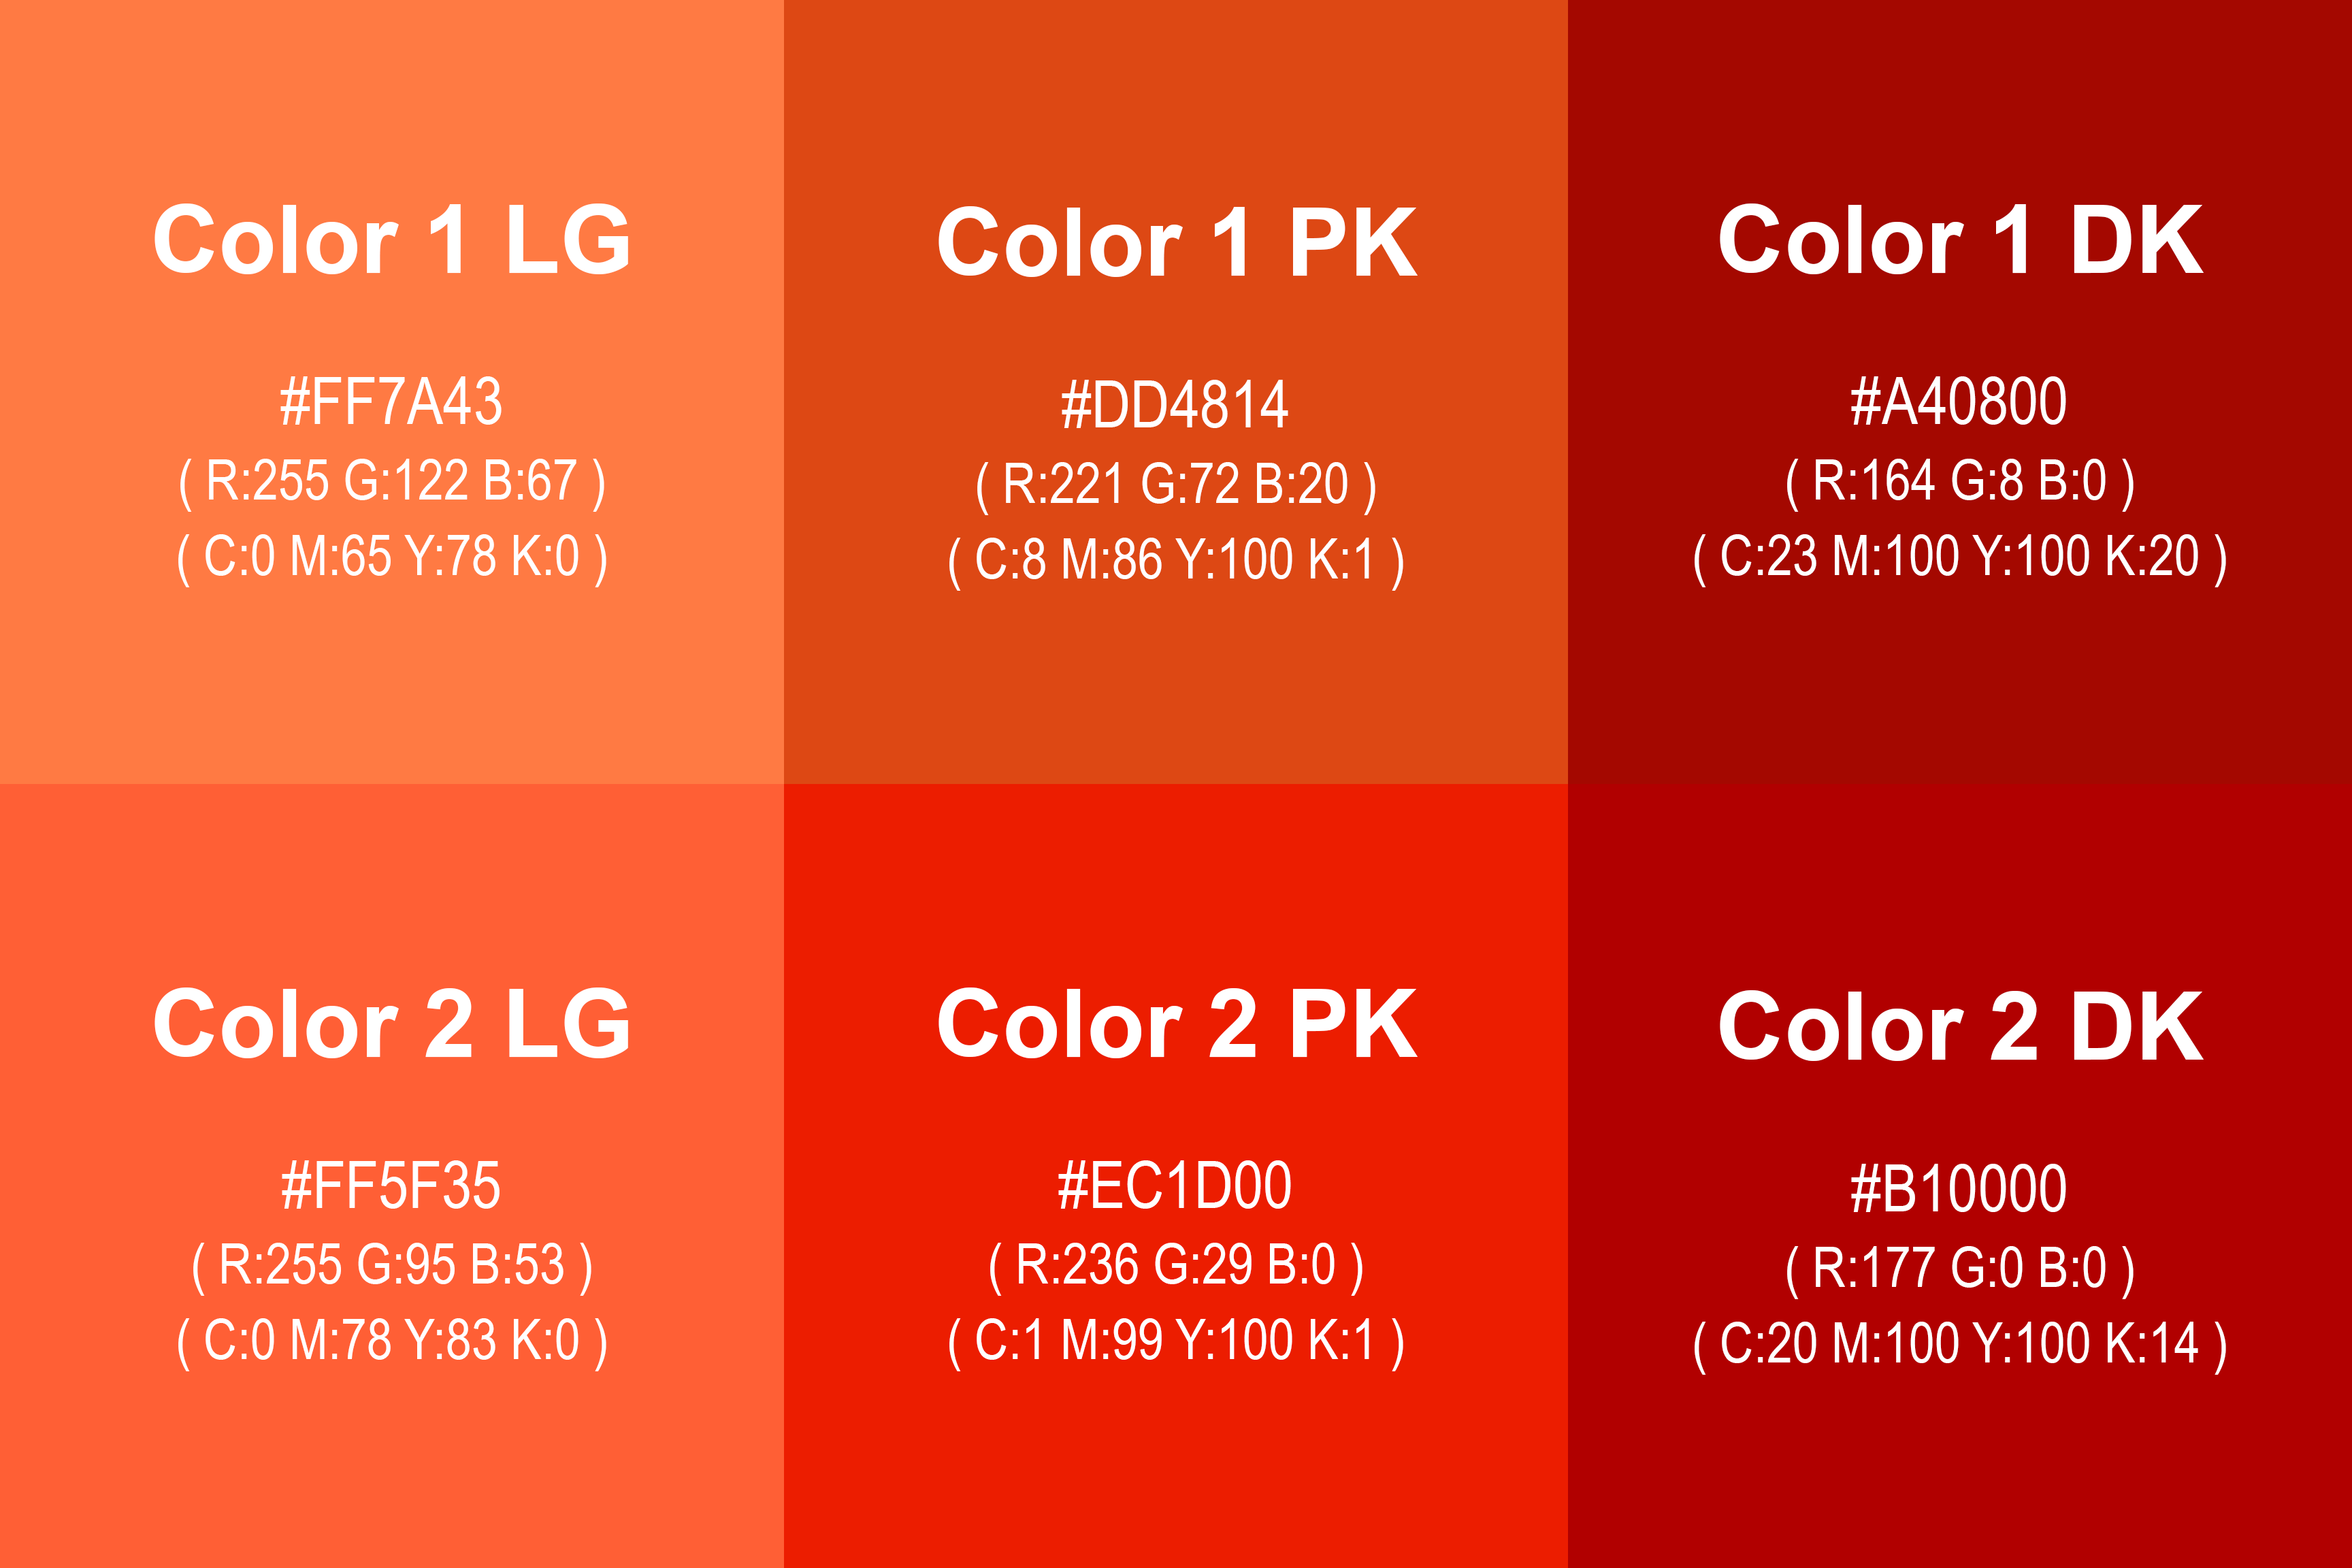 Color 1 LG
#FF7A43
( R:255 G:122 B:67 )
( C:0 M:65 Y:78 K:0 )
Color 1 PK
#DD4814
( R:221 G:72 B:20 )
( C:8 M:86 Y:100 K:1 )
Color 1 DK
#A40800
( R:164 G:8 B:0 )
( C:23 M:100 Y:100 K:20 )
Color 2 LG
#FF5F35
( R:255 G:95 B:53 )
( C:0 M:78 Y:83 K:0 )
Color 2 PK
#EC1D00
( R:236 G:29 B:0 )
( C:1 M:99 Y:100 K:1 )
Color 2 DK
#B10000
( R:177 G:0 B:0 )
( C:20 M:100 Y:100 K:14 )